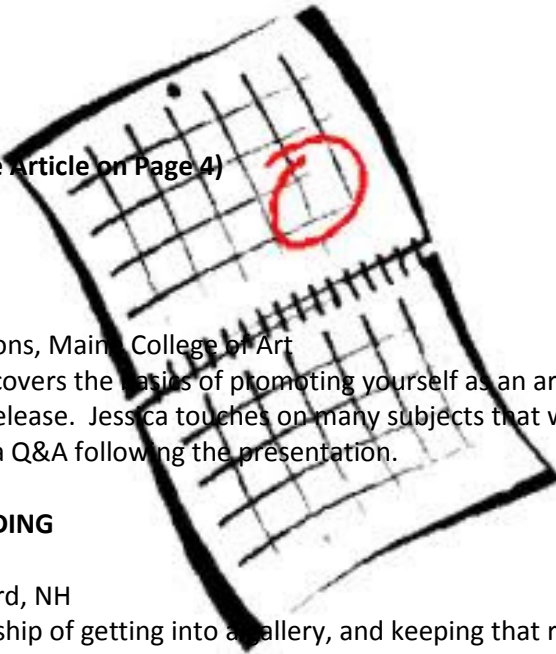 Article on Page 4)
ons, Maine College of Art
covers the basics of promoting yourself as an ar
elease. Jessica touches on many subjects that w
a Q&A following the presentation.
DING
rd, NH
ship of getting into a gallery, and keeping that r